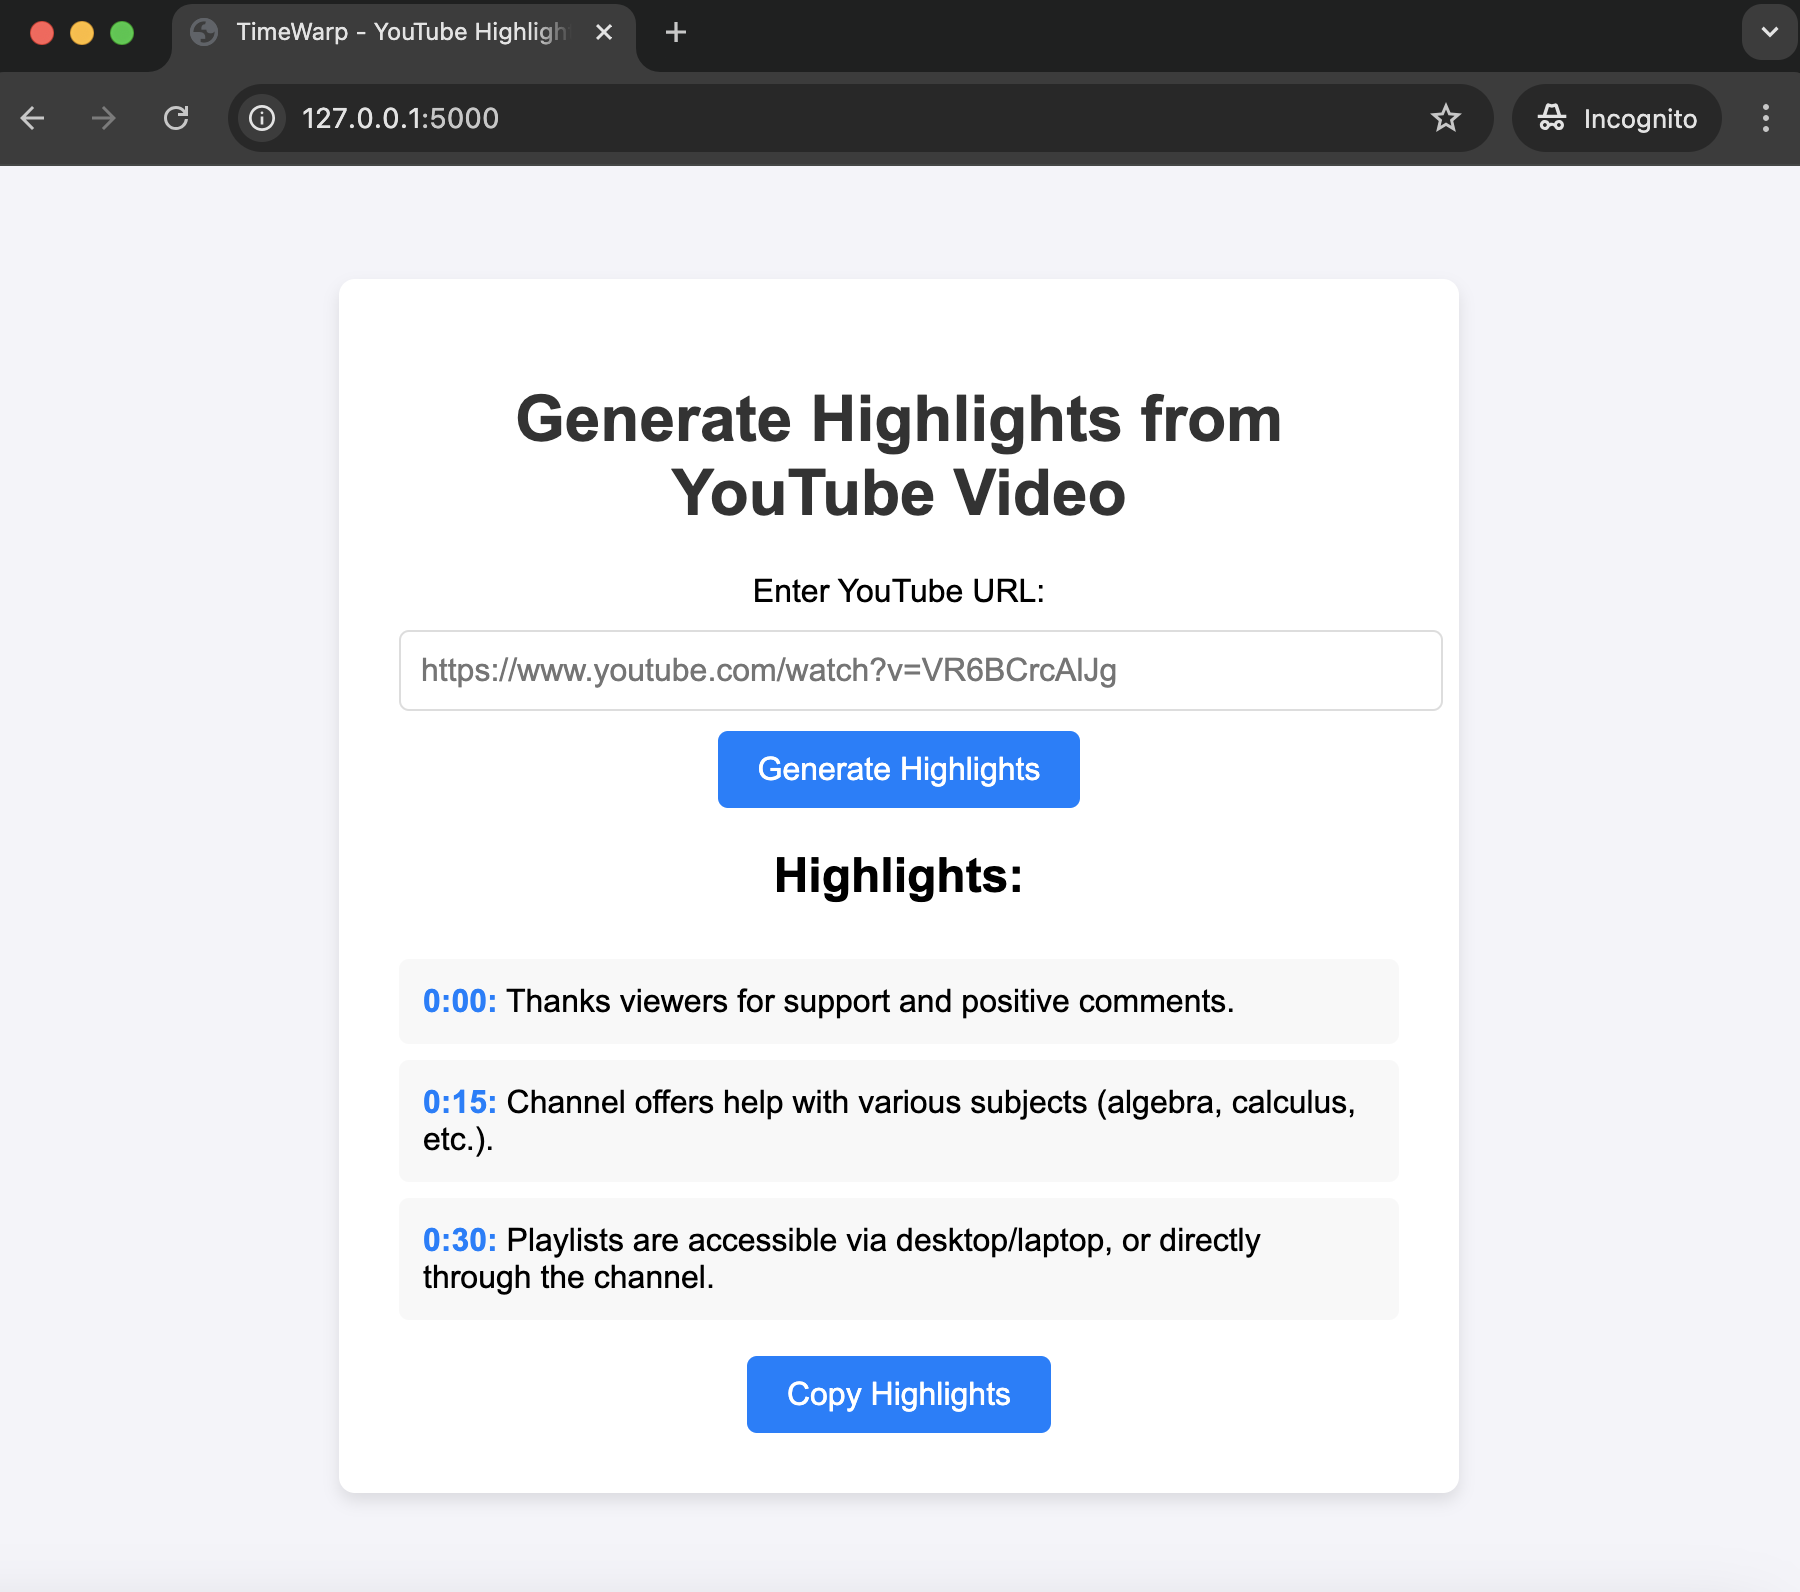 TimeWarp - YouTube Highligh
127.0.0.1:5000
Incognito
Generate Highlights from
YouTube Video
Enter YouTube URL:
https://www.youtube.com/watch?v=VR6BCrcAlJg
Generate Highlights
Highlights:
0:00: Thanks viewers for support and positive comments.
0:15: Channel offers help with various subjects (algebra, calculus,
etc.).
0:30: Playlists are accessible via desktop/laptop, or directly
through the channel.
Copy Highlights